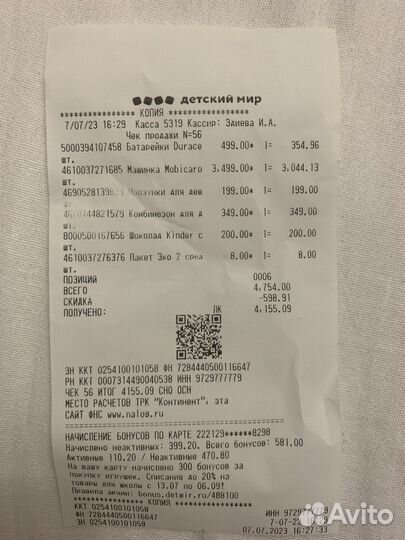 детский мир
**************** КОПИЯ ****************
7/07/23 16:29 Касса 5319 Кассир: Эдиева И.А.
Чек продажи N=56
5000394107458 Батарейки Durace 499.00* 1= 354.96
шт.
4610037271685 Машинка Mobicaro 3,499.00* 1= 3,044.13
шт.
Ползунки для дев 199.00* 1= 199.00
шт.
Комбинезон для д 349.00* 1= 349.00
шт.
8000500167656 Шоколад Kinder с 200.00* 1= 200.00
шт.
4610037276376 Пакет Эко 2 сред 8.00* 1= 8.00
шт.
ПОЗИЦИЙ 0006
ВСЕГО 4,754.00
СКИДКА -598.91
ПОЛУЧЕНО: ПК 4,155.09
ЗН ККТ 0254100101058 ФН 7284440500116647
РН ККТ 0007314490040538 ИНН 9729777779
ЧЕК 56 ИТОГ 4155.09 СНО ОСН
МЕСТО РАСЧЕТОВ ТРК "Континент", эта
САЙТ ФНС www.nalog.ru
НАЧИСЛЕНИЕ БОНУСОВ ПО КАРТЕ 222129******8298
Начислено неактивных: 399.20. Всего бонусов: 581.00
Активные 110.20 / Неактивные 470.80
На вашу карту начислено 300 бонусов за
покупку игрушек. Списание до 20% на
товары для школы с 13.07 по 06.09!
Правила акции: bonus.detmir.ru/488100
**************** КОПИЯ ****************
ККТ 0254100101058 ИНН 9729777779
ФН 7284440500116647 7-07-23
ЗН 0254100101058 07.07.2023 16:27:33
Avito